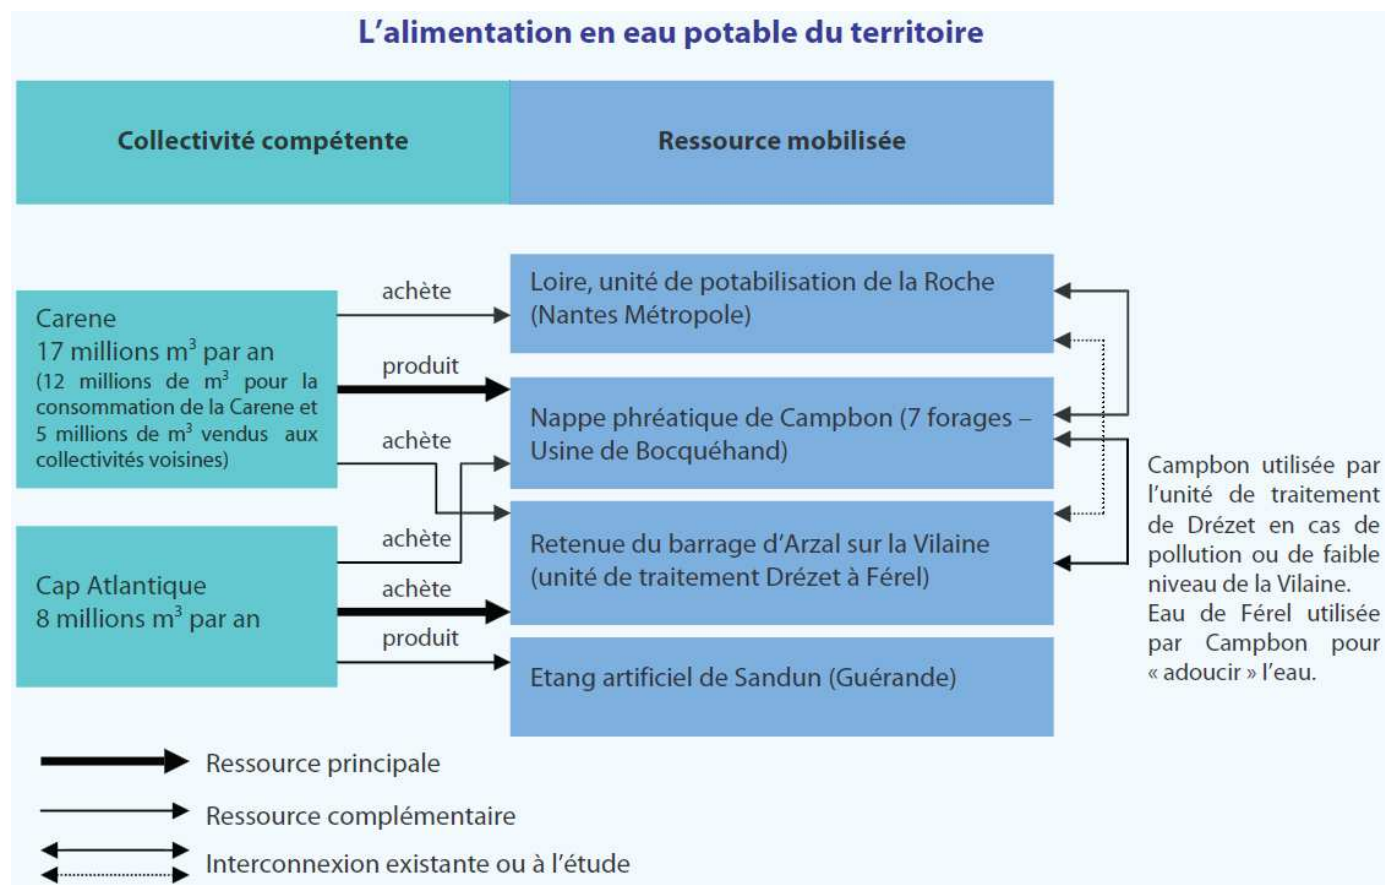 L'alimentation en eau potable du territoire
Collectivité compétente
Ressource mobilisée
Carene
17 millions m³ par an
(12 millions de m³ pour la
consommation de la Carene et
5 millions de m³ vendus aux
collectivités voisines)
Cap Atlantique
8 millions m³ par an
achète
produit
achète
achète
achète
produit
Loire, unité de potabilisation de la Roche
(Nantes Métropole)
Nappe phréatique de Campbon (7 forages –
Usine de Bocquéhand)
Retenue du barrage d'Arzal sur la Vilaine
(unité de traitement Drézet à Férel)
Etang artificiel de Sandun (Guérande)
Campbon utilisée par
l'unité de traitement
de Drézet en cas de
pollution ou de faible
niveau de la Vilaine.
Eau de Férel utilisée
par Campbon pour
« adoucir » l'eau.
Ressource principale
Ressource complémentaire
Interconnexion existante ou à l'étude